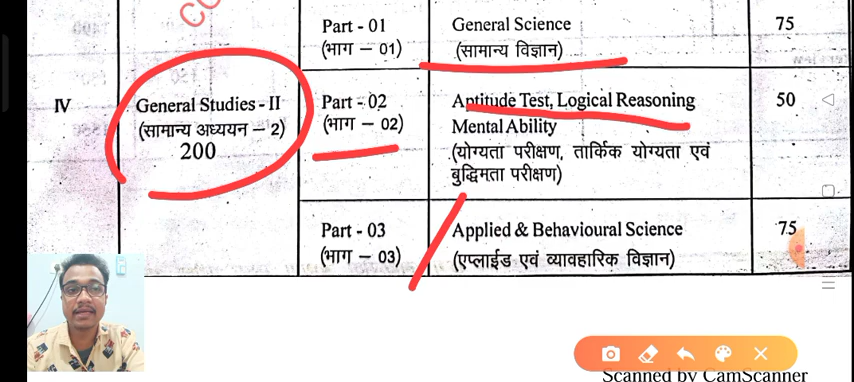 CO
Part - 01
(भाग – 01)
General Science
(सामान्य विज्ञान)
75
IV
General Studies - II
(सामान्य अध्ययन – 2)
200
Part - 02
(भाग – 02)
Aptitude Test, Logical Reasoning
Mental Ability
(योग्यता परीक्षण, तार्किक योग्यता एवं
बुद्धिमता परीक्षण)
50
Part - 03
(भाग – 03)
Applied & Behavioural Science
(एप्लाईड एवं व्यावहारिक विज्ञान)
75
Scanned by CamScanner